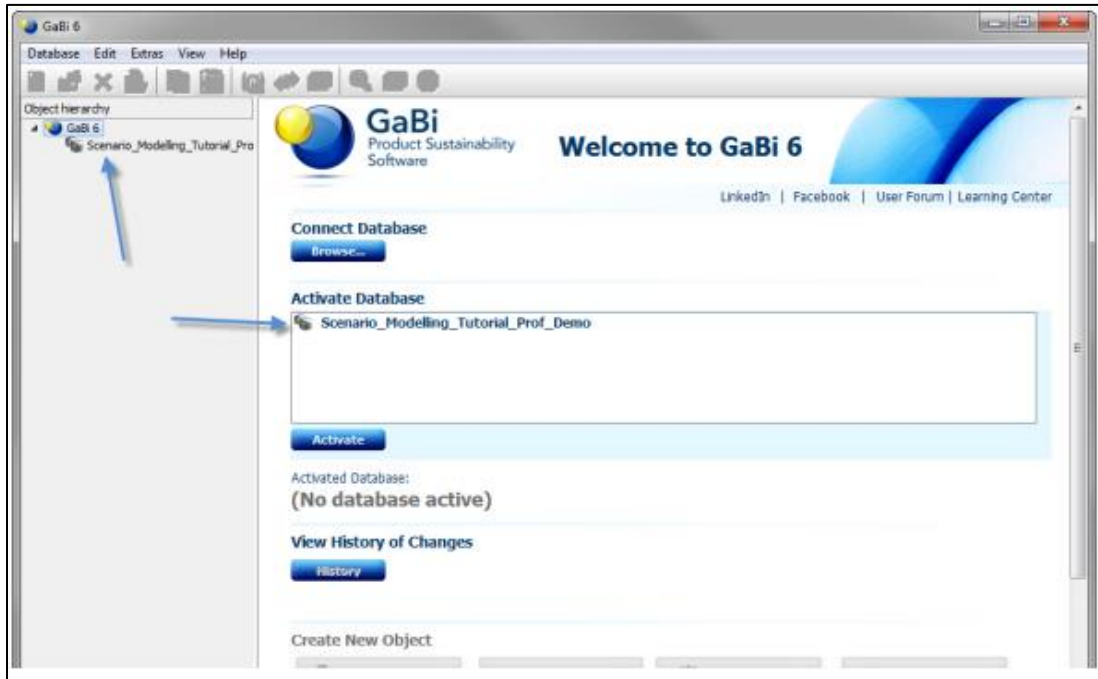 GaBi 6
Database Edit Extras View Help
Object hierarchy
GaBi 6
Scenario_Modelling_Tutorial_Pro
GaBi
Product Sustainability
Software
Welcome to GaBi 6
LinkedIn | Facebook | User Forum | Learning Center
Connect Database
Browse...
Activate Database
Scenario_Modelling_Tutorial_Prof_Demo
Activate
Activated Database:
(No database active)
View History of Changes
History
Create New Object